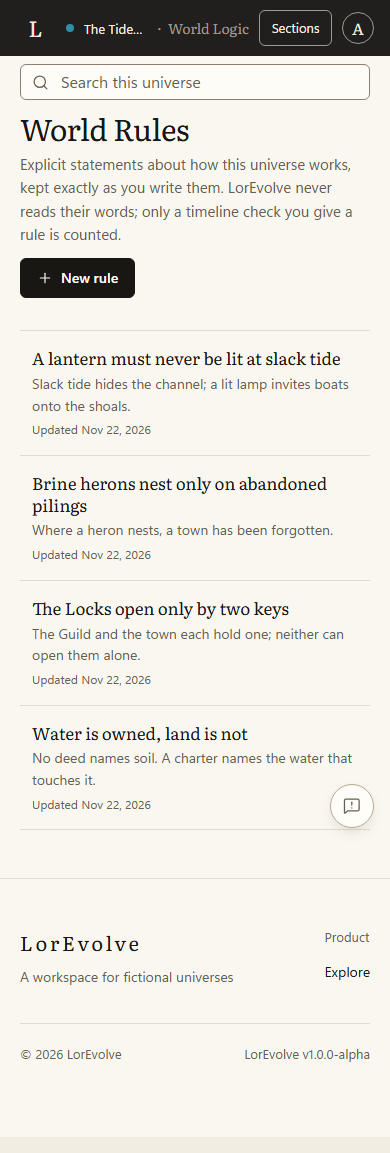 L
The Tide... · World Logic
Sections
A
Search this universe
World Rules
Explicit statements about how this universe works,
kept exactly as you write them. LorEvolve never
reads their words; only a timeline check you give a
rule is counted.
New rule
A lantern must never be lit at slack tide
Slack tide hides the channel; a lit lamp invites boats
onto the shoals.
Updated Nov 22, 2026
Brine herons nest only on abandoned
pilings
Where a heron nests, a town has been forgotten.
Updated Nov 22, 2026
The Locks open only by two keys
The Guild and the town each hold one; neither can
open them alone.
Updated Nov 22, 2026
Water is owned, land is not
No deed names soil. A charter names the water that
touches it.
Updated Nov 22, 2026
LorEvolve
A workspace for fictional universes
Product
Explore
© 2026 LorEvolve
LorEvolve v1.0.0-alpha